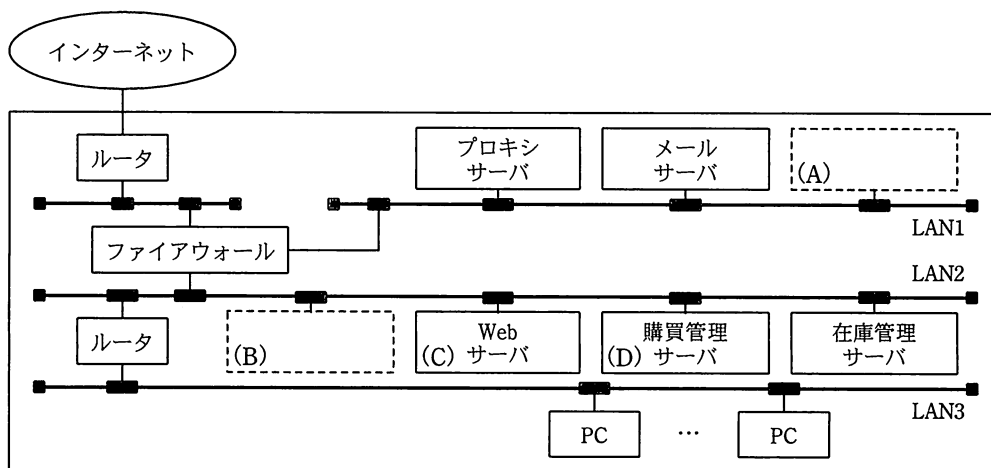 インターネット
ルータ
プロキシ
サーバ
メール
サーバ
(A)
LAN1
ファイアウォール
LAN2
ルータ
(B)
(C)
Web
サーバ
(D)
購買管理
サーバ
在庫管理
サーバ
LAN3
PC
…
PC